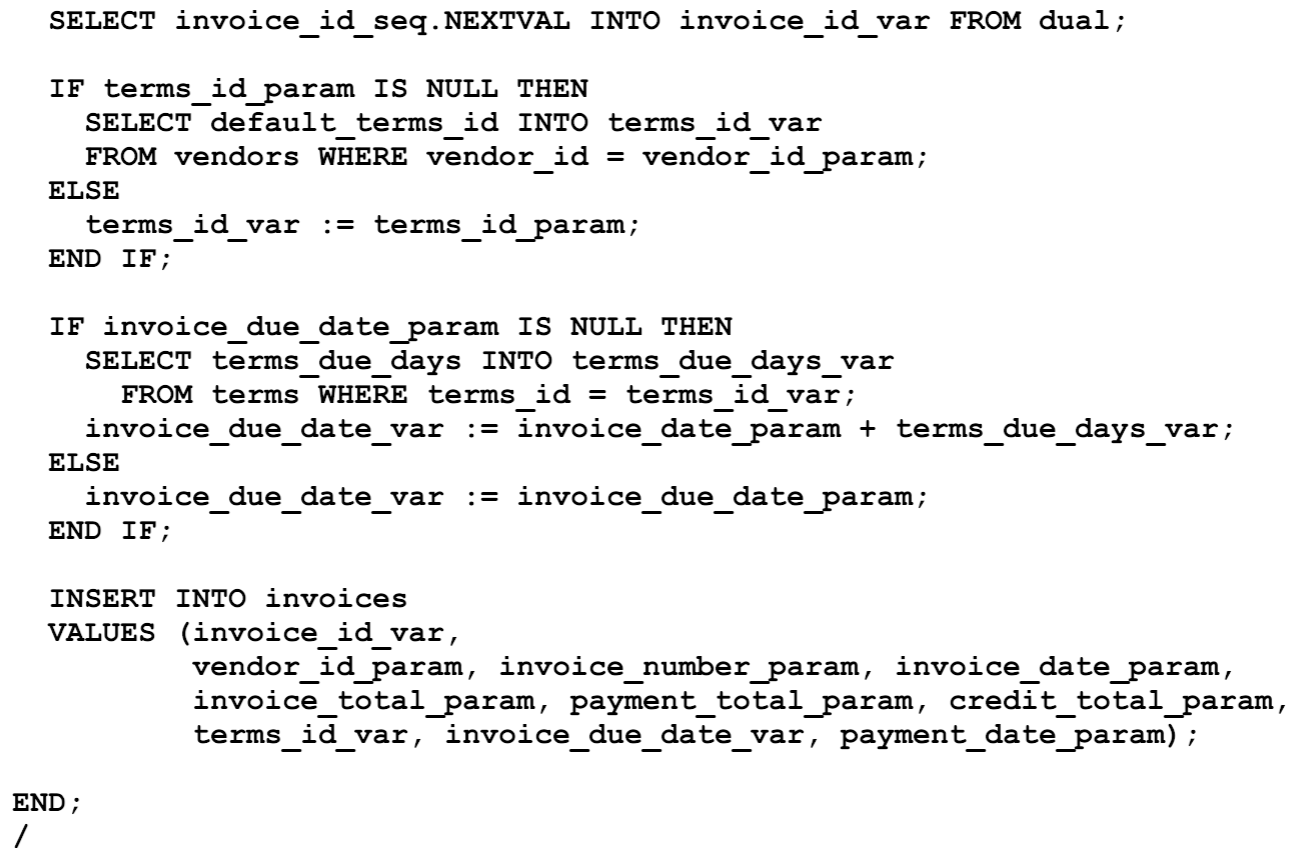 SELECT invoice_id_seq.NEXTVAL INTO invoice_id_var FROM dual;
IF terms_id_param IS NULL THEN
SELECT default_terms_id INTO terms_id_var
FROM vendors WHERE vendor_id = vendor_id_param;
ELSE
terms_id_var := terms_id_param;
END IF;
IF invoice_due_date_param IS NULL THEN
SELECT terms_due_days INTO terms_due_days_var
FROM terms WHERE terms_id = terms_id_var;
invoice_due_date_var := invoice_date_param + terms_due_days_var;
ELSE
invoice_due_date_var := invoice_due_date_param;
END IF;
INSERT INTO invoices
VALUES (invoice_id_var,
vendor_id_param, invoice_number_param, invoice_date_param,
invoice_total_param, payment_total_param, credit_total_param,
terms_id_var, invoice_due_date_var, payment_date_param);
END;
/